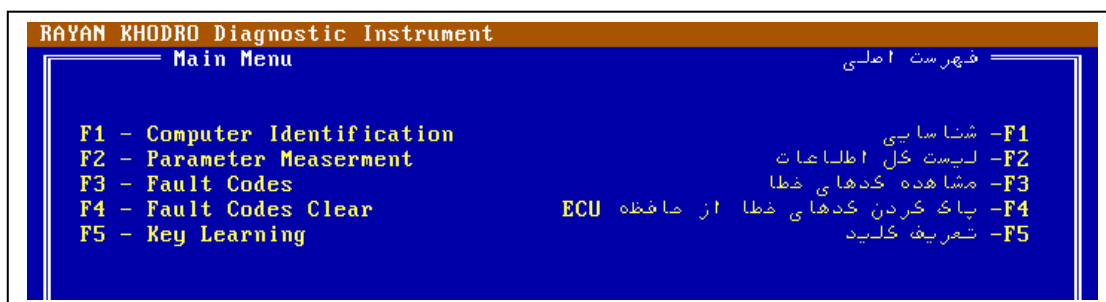 RAYAN KHODRO Diagnostic Instrument
Main Menu فهرست اصلی
F1 - Computer Identification F1- شناسایی
F2 - Parameter Measerment F2- لیست کل اطلاعات
F3 - Fault Codes F3- مشاهده کدهای خطا
F4 - Fault Codes Clear F4- پاک کردن کدهای خطا از حافظه ECU
F5 - Key Learning F5- تعریف کلید